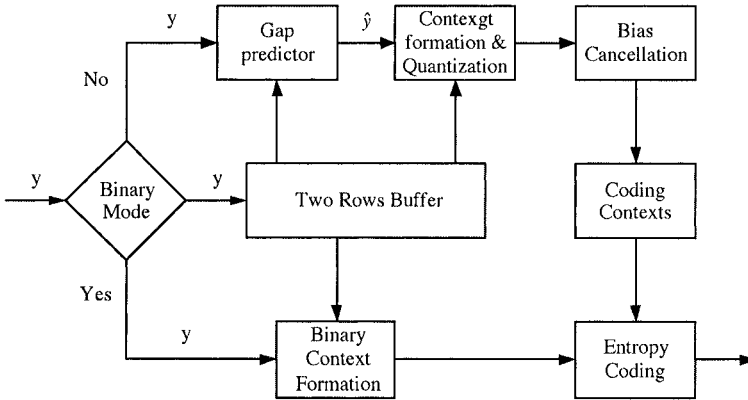 y
Gap
predictor
ŷ
Contexgt
formation &
Quantization
Bias
Cancellation
No
y
Binary
Mode
y
Two Rows Buffer
Coding
Contexts
Yes
y
Binary
Context
Formation
Entropy
Coding